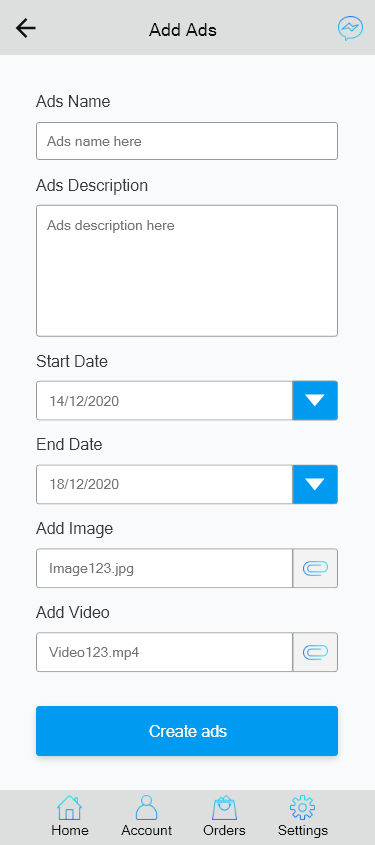 Add Ads
Ads Name
Ads name here
Ads Description
Ads description here
Start Date
14/12/2020
End Date
18/12/2020
Add Image
Image123.jpg
Add Video
Video123.mp4
Create ads
Home Account Orders Settings